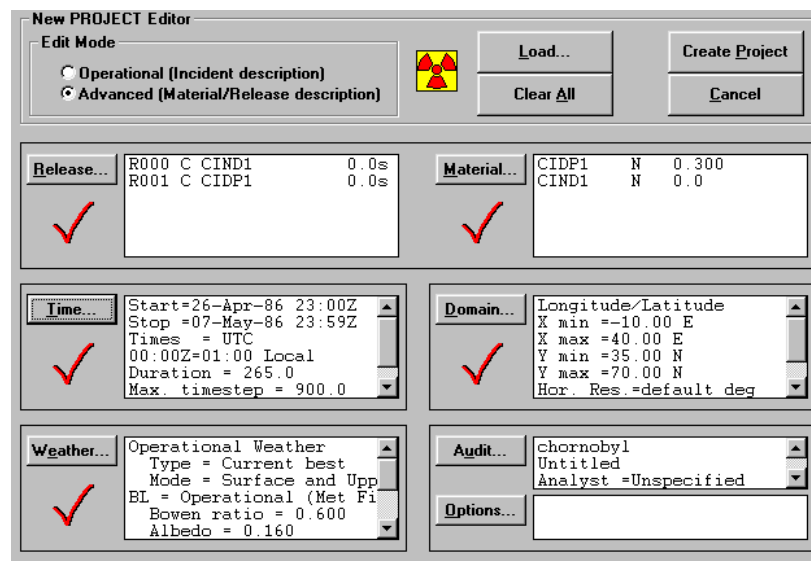 New PROJECT Editor
Edit Mode
Operational (Incident description)
Advanced (Material/Release description)
Load...
Create Project
Clear All
Cancel
Release...
R000 C CIND1 0.0s
R001 C CIDP1 0.0s
Material...
CIDP1 N 0.300
CIND1 N 0.0
Time...
Start=26-Apr-86 23:00Z
Stop =07-May-86 23:59Z
Times = UTC
00:00Z=01:00 Local
Duration = 265.0
Max. timestep = 900.0
Domain...
Longitude/Latitude
X min =-10.00 E
X max =40.00 E
Y min =35.00 N
Y max =70.00 N
Hor. Res.=default deg
Weather...
Operational Weather
Type = Current best
Mode = Surface and Upp
BL = Operational (Met Fi
Bowen ratio = 0.600
Albedo = 0.160
Audit...
chornobyl
Untitled
Analyst =Unspecified
Options...